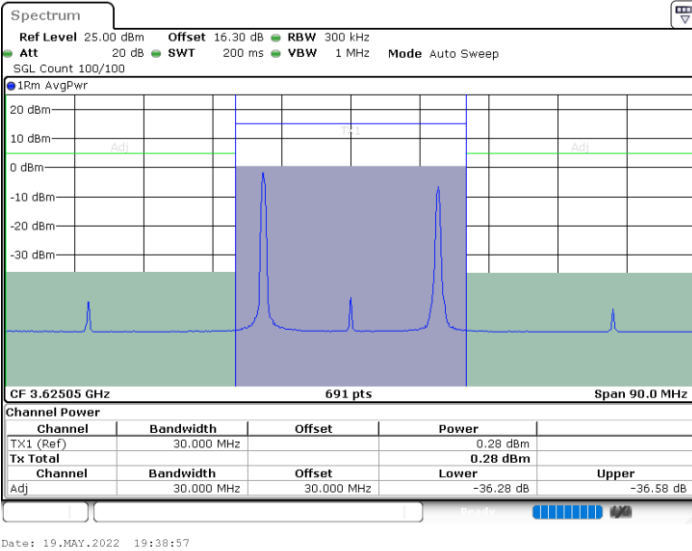 Spectrum
Ref Level 25.00 dBm Offset 16.30 dB RBW 300 kHz
Att 20 dB SWT 200 ms VBW 1 MHz Mode Auto Sweep
SGL Count 100/100
1Rm AvgPwr
20 dBm
TX1
10 dBm
Adj Adj
0 dBm
-10 dBm
-20 dBm
-30 dBm
CF 3.62505 GHz 691 pts Span 90.0 MHz
Channel Power
Channel Bandwidth Offset Power
TX1 (Ref) 30.000 MHz 0.28 dBm
Tx Total 0.28 dBm
Channel Bandwidth Offset Lower Upper
Adj 30.000 MHz 30.000 MHz -36.28 dB -36.58 dB
Ready
Date: 19.MAY.2022 19:38:57